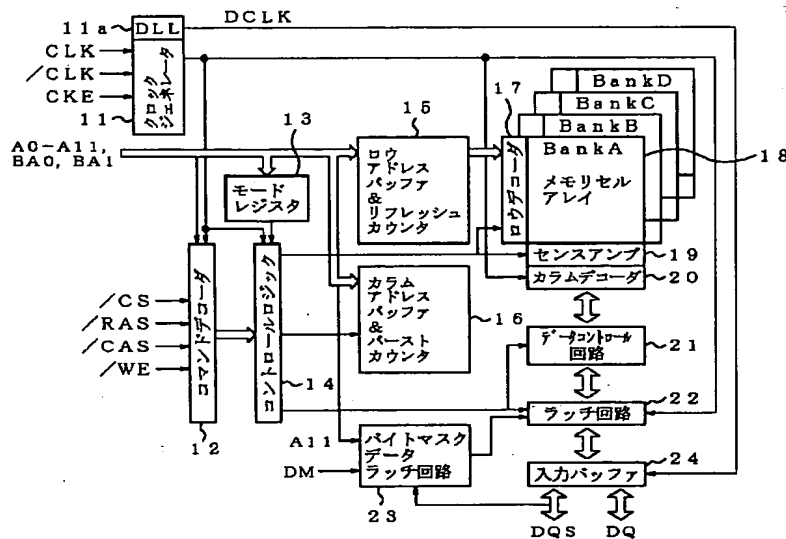 DCLK
11a
DLL
CLK
/CLK
CKE
クロック
ジェネレータ
11
A0-A11,
BA0, BA1
13
モード
レジスタ
15
ロウ
アドレス
バッファ
&
リフレッシュ
カウンタ
17
ロウデコーダ
BankD
BankC
BankB
BankA
メモリセル
アレイ
18
センスアンプ
19
カラムデコーダ
20
/CS
/RAS
/CAS
/WE
コマンドデコーダ
12
コントロールロジック
14
カラム
アドレス
バッファ
&
バースト
カウンタ
16
データコントロール
回路
21
ラッチ回路
22
A11
DM
バイトマスク
データ
ラッチ回路
23
入力バッファ
24
DQS
DQ